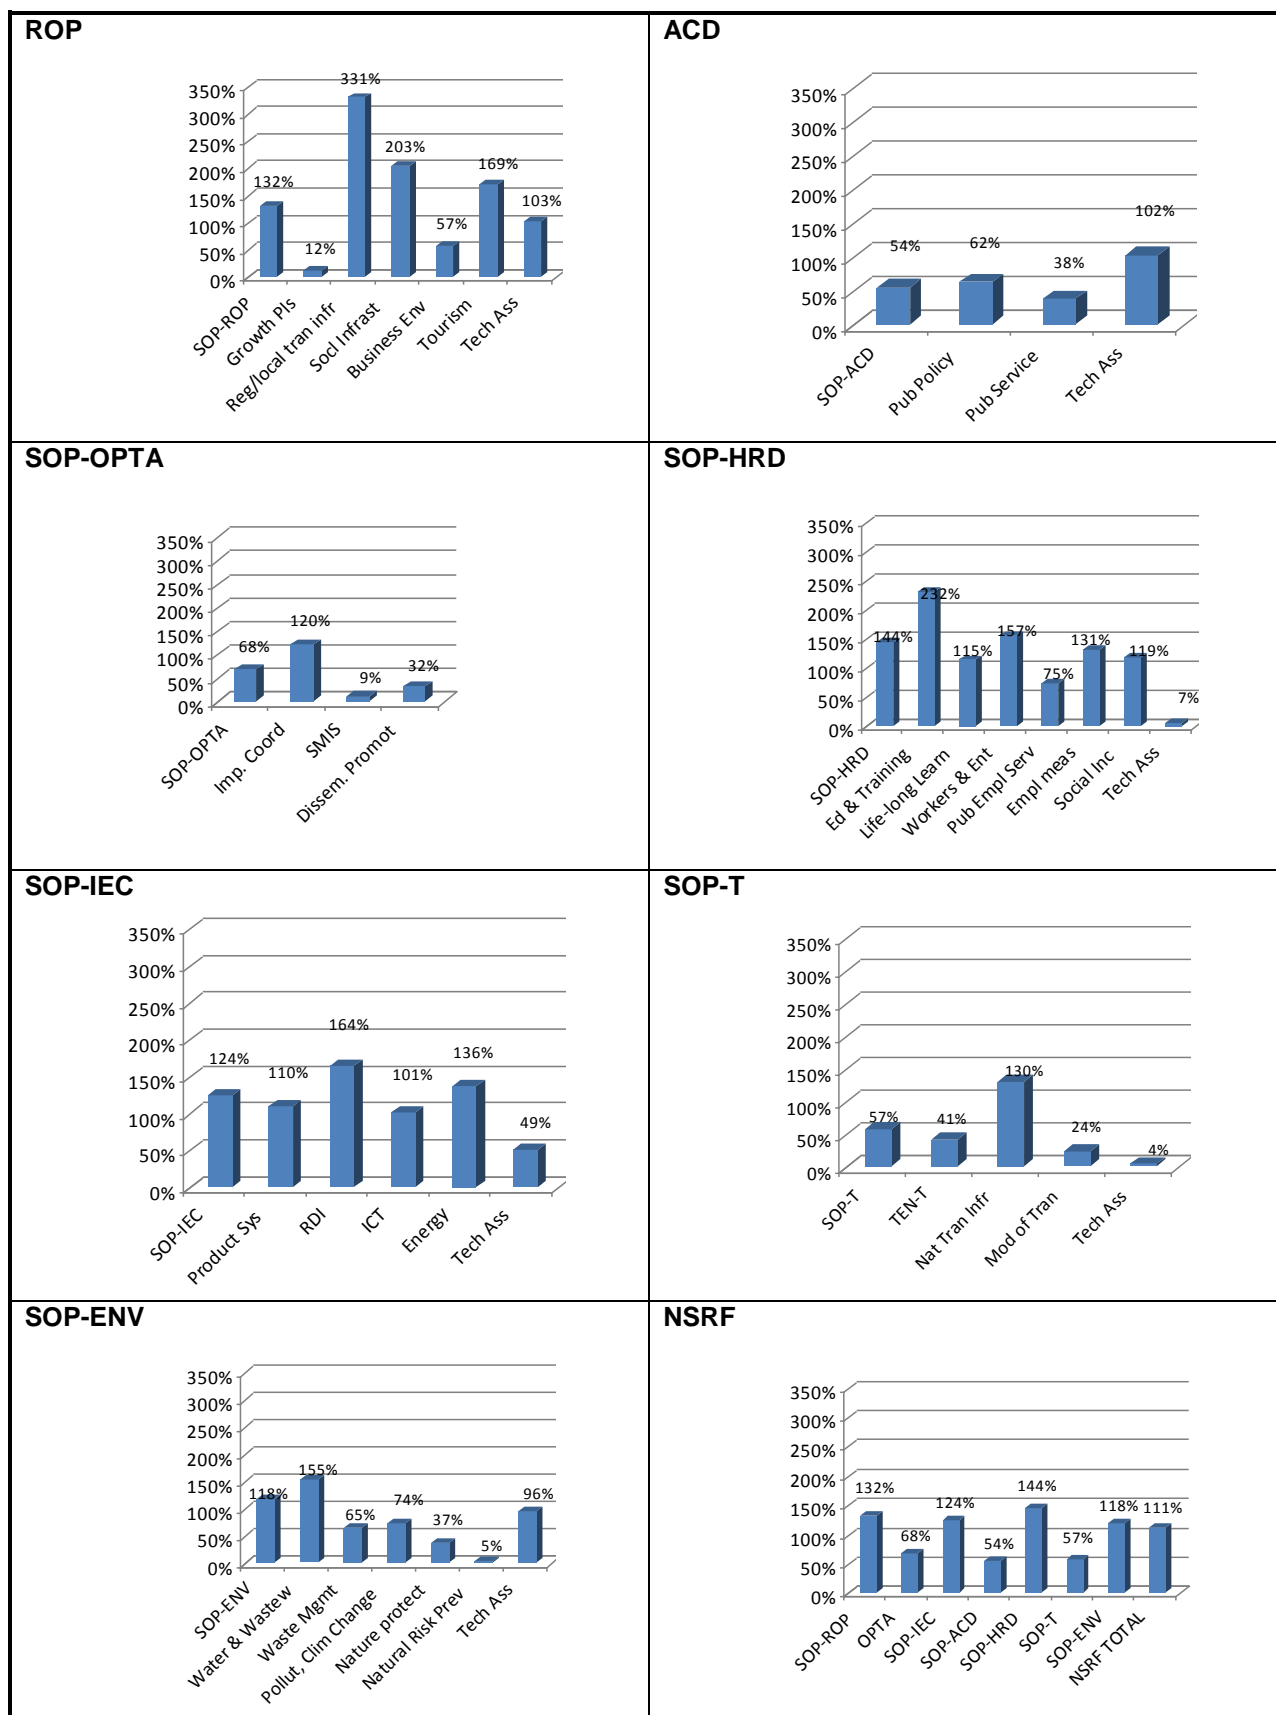 ROP
350%
300%
250%
200%
150%
100%
50%
0%
132%
12%
331%
203%
57%
169%
103%
SOP-ROP
Growth Pls
Reg/local tran infr
Socl Infrast
Business Env
Tourism
Tech Ass
ACD
350%
300%
250%
200%
150%
100%
50%
0%
54%
62%
38%
102%
SOP-ACD
Pub Policy
Pub Service
Tech Ass
SOP-OPTA
350%
300%
250%
200%
150%
100%
50%
0%
68%
120%
9%
32%
SOP-OPTA
Imp. Coord
SMIS
Dissem. Promot
SOP-HRD
350%
300%
250%
200%
150%
100%
50%
0%
144%
232%
115%
157%
75%
131%
119%
7%
SOP-HRD
Ed & Training
Life-long Learn
Workers & Ent
Pub Empl Serv
Empl meas
Social Inc
Tech Ass
SOP-IEC
350%
300%
250%
200%
150%
100%
50%
0%
124%
110%
164%
101%
136%
49%
SOP-IEC
Product Sys
RDI
ICT
Energy
Tech Ass
SOP-T
350%
300%
250%
200%
150%
100%
50%
0%
57%
41%
130%
24%
4%
SOP-T
TEN-T
Nat Tran Infr
Mod of Tran
Tech Ass
SOP-ENV
350%
300%
250%
200%
150%
100%
50%
0%
118%
155%
65%
74%
37%
5%
96%
SOP-ENV
Water & Wastew
Waste Mgmt
Pollut, Clim Change
Nature protect
Natural Risk Prev
Tech Ass
NSRF
350%
300%
250%
200%
150%
100%
50%
0%
132%
68%
124%
54%
144%
57%
118%
111%
SOP-ROP
OPTA
SOP-IEC
SOP-ACD
SOP-HRD
SOP-T
SOP-ENV
NSRF TOTAL